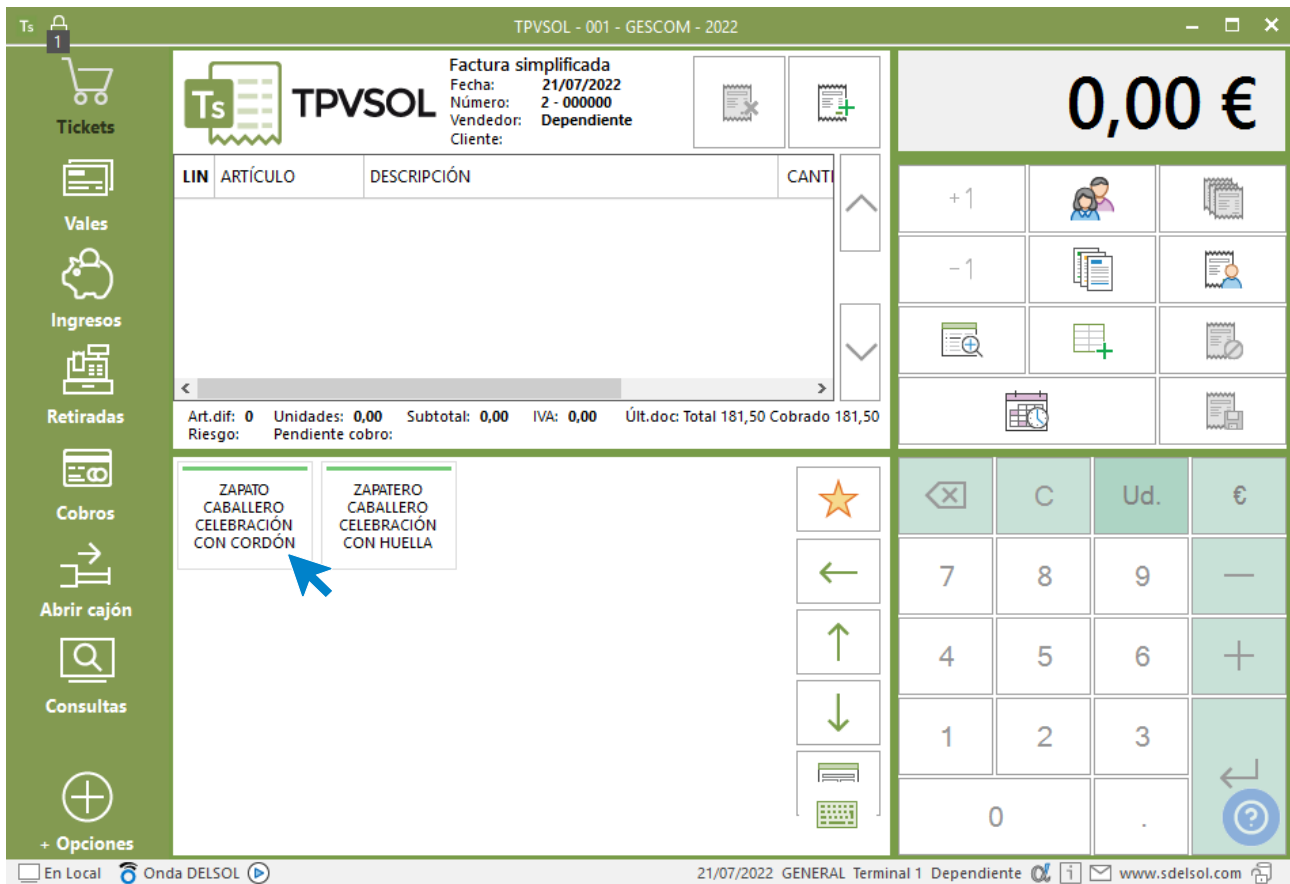 Ts 1 TPVSOL - 001 - GESCOM - 2022
Tickets
Vales
Ingresos
Retiradas
Cobros
Abrir cajón
Consultas
+ Opciones
Ts TPVSOL
Factura simplificada
Fecha: 21/07/2022
Número: 2 - 000000
Vendedor: Dependiente
Cliente:
0,00 €
LIN ARTÍCULO DESCRIPCIÓN CANTI
Art.dif: 0 Unidades: 0,00 Subtotal: 0,00 IVA: 0,00 Últ.doc: Total 181,50 Cobrado 181,50
Riesgo: Pendiente cobro:
+1
-1
ZAPATO
CABALLERO
CELEBRACIÓN
CON CORDÓN
ZAPATERO
CABALLERO
CELEBRACIÓN
CON HUELLA
C Ud. €
7 8 9 —
4 5 6 +
1 2 3
0 .
?
En Local Onda DELSOL 21/07/2022 GENERAL Terminal 1 Dependiente α i www.sdelsol.com